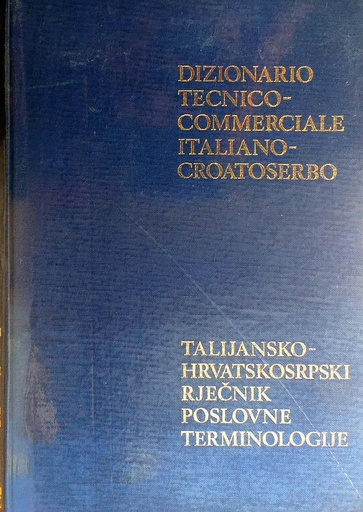 DIZIONARIO
TECNICO-
COMMERCIALE
ITALIANO-
CROATOSERBO
TALIJANSKO-
HRVATSKOSRPSKI
RJEČNIK
POSLOVNE
TERMINOLOGIJE